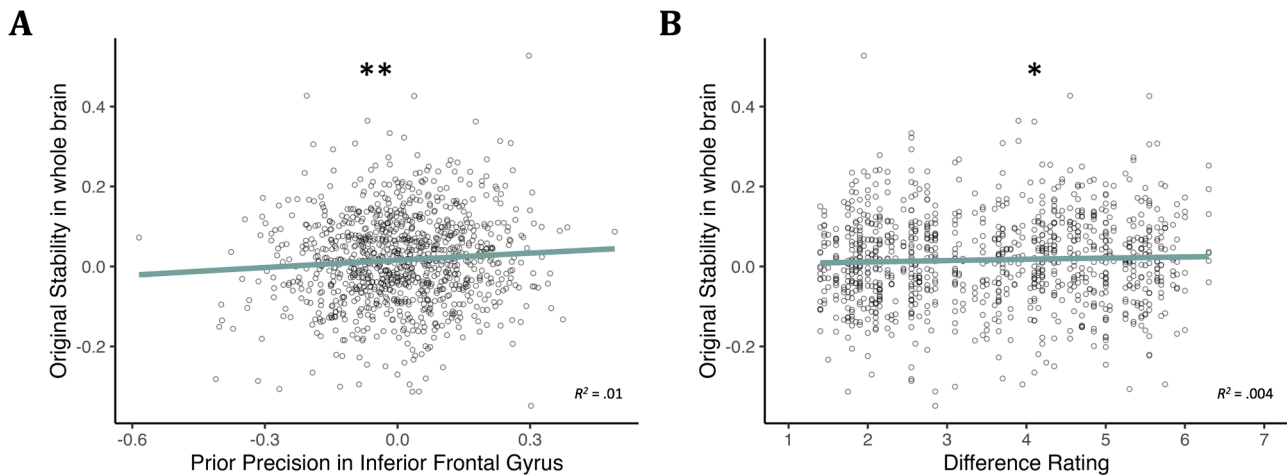 A
Original Stability in whole brain
0.4
0.2
0.0
-0.2
**
R² = .01
-0.6
-0.3
0.0
0.3
Prior Precision in Inferior Frontal Gyrus
B
Original Stability in whole brain
0.4
0.2
0.0
-0.2
*
R² = .004
1
2
3
4
5
6
7
Difference Rating